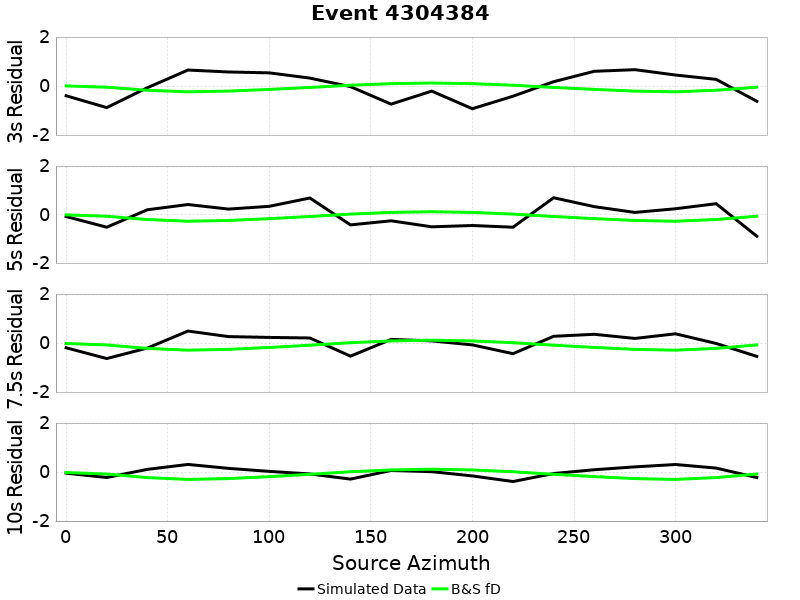 Event 4304384
3s Residual
2
0
-2
5s Residual
2
0
-2
7.5s Residual
2
0
-2
10s Residual
2
0
-2
0 50 100 150 200 250 300
Source Azimuth
Simulated Data B&S fD